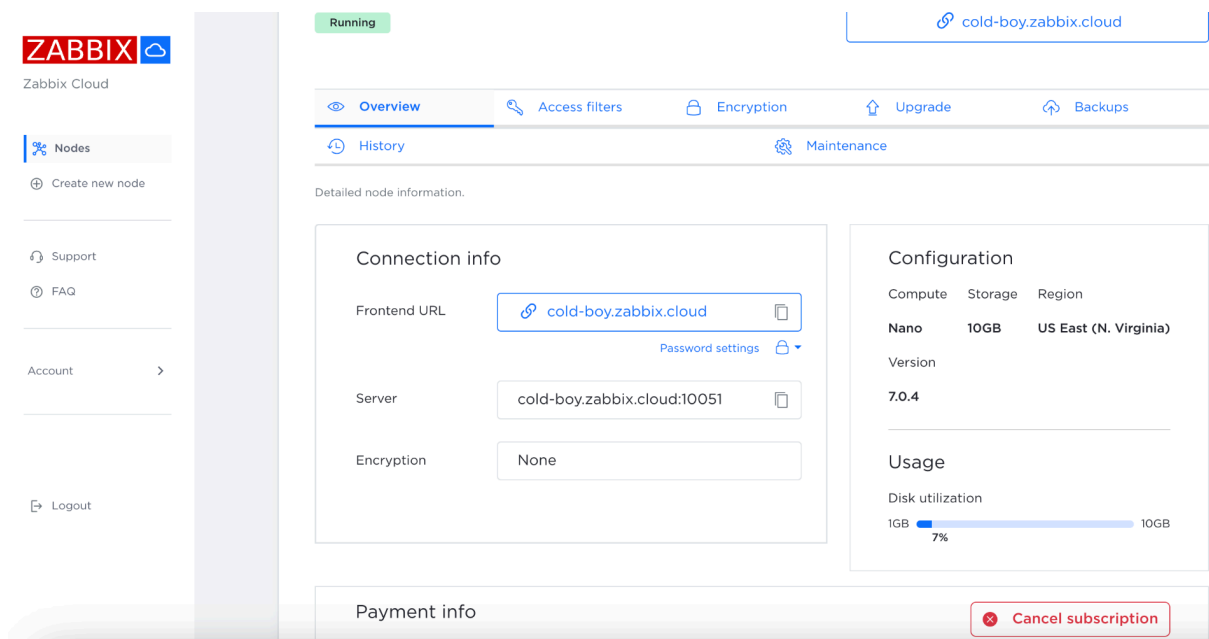 ZABBIX
Zabbix Cloud
Nodes
Create new node
Support
FAQ
Account
Logout
Running
cold-boy.zabbix.cloud
Overview
Access filters
Encryption
Upgrade
Backups
History
Maintenance
Detailed node information.
Connection info
Frontend URL
cold-boy.zabbix.cloud
Password settings
Server
cold-boy.zabbix.cloud:10051
Encryption
None
Configuration
Compute Storage Region
Nano 10GB US East (N. Virginia)
Version
7.0.4
Usage
Disk utilization
1GB 10GB
7%
Payment info
Cancel subscription